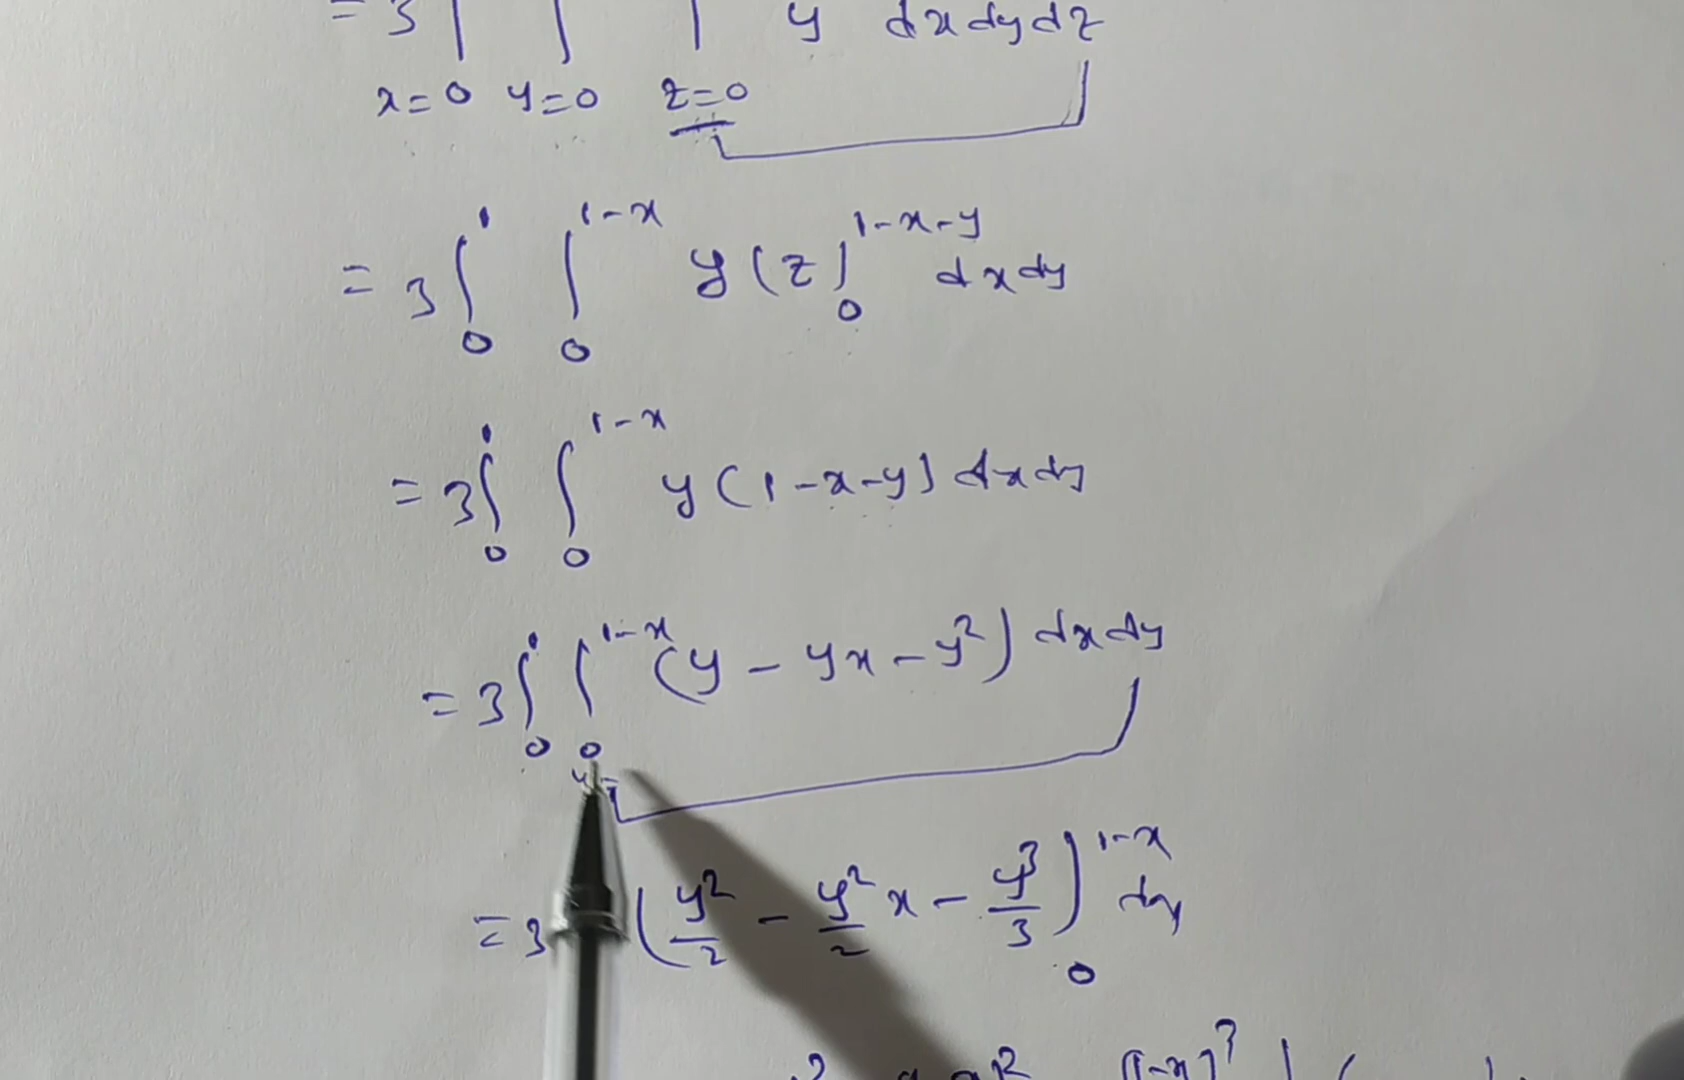 = 3 ∫ ∫ ∫ y dx dy dz
x=0 y=0 z=0
= 3 ∫₀¹ ∫₀^{1-x} y (z)₀^{1-x-y} dx dy
= 3 ∫₀¹ ∫₀^{1-x} y (1-x-y) dx dy
= 3 ∫₀¹ ∫₀^{1-x} (y - yx - y²) dx dy
= 3 (y²/2 - y²/2 x - y³/3)₀^{1-x}